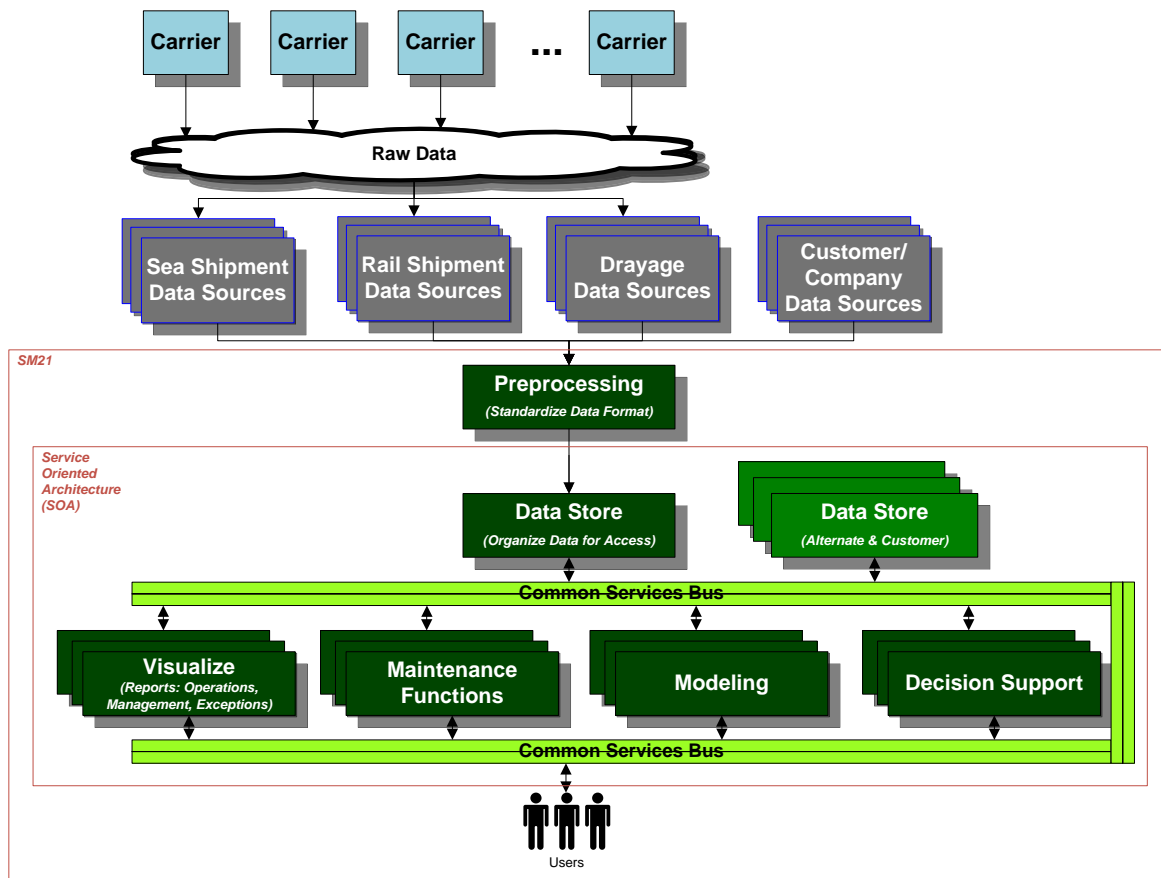 Carrier
Carrier
Carrier
...
Carrier
Raw Data
Sea Shipment
Data Sources
Rail Shipment
Data Sources
Drayage
Data Sources
Customer/
Company
Data Sources
SM21
Preprocessing
(Standardize Data Format)
Service
Oriented
Architecture
(SOA)
Data Store
(Organize Data for Access)
Data Store
(Alternate & Customer)
Common Services Bus
Visualize
(Reports: Operations,
Management, Exceptions)
Maintenance
Functions
Modeling
Decision Support
Common Services Bus
Users